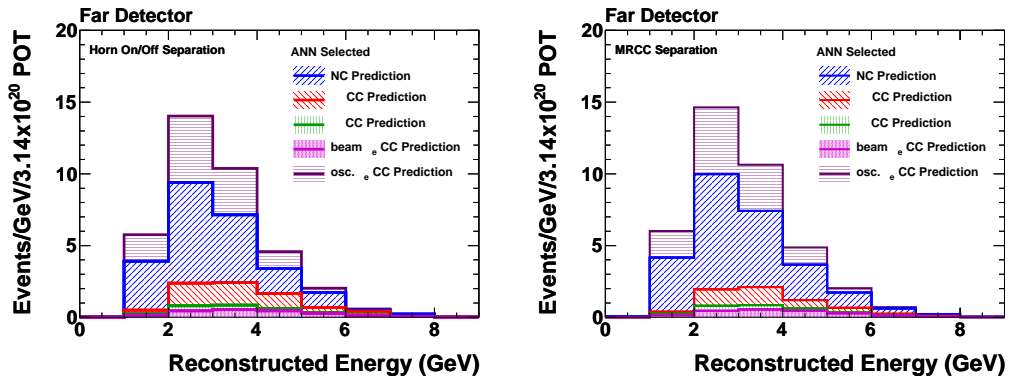 Far Detector
Horn On/Off Separation
ANN Selected
NC Prediction
CC Prediction
CC Prediction
beam e CC Prediction
osc. e CC Prediction
Events/GeV/3.14x10^20 POT
20
15
10
5
0
0 2 4 6 8
Reconstructed Energy (GeV)
Far Detector
MRCC Separation
ANN Selected
NC Prediction
CC Prediction
CC Prediction
beam e CC Prediction
osc. e CC Prediction
Events/GeV/3.14x10^20 POT
20
15
10
5
0
0 2 4 6 8
Reconstructed Energy (GeV)